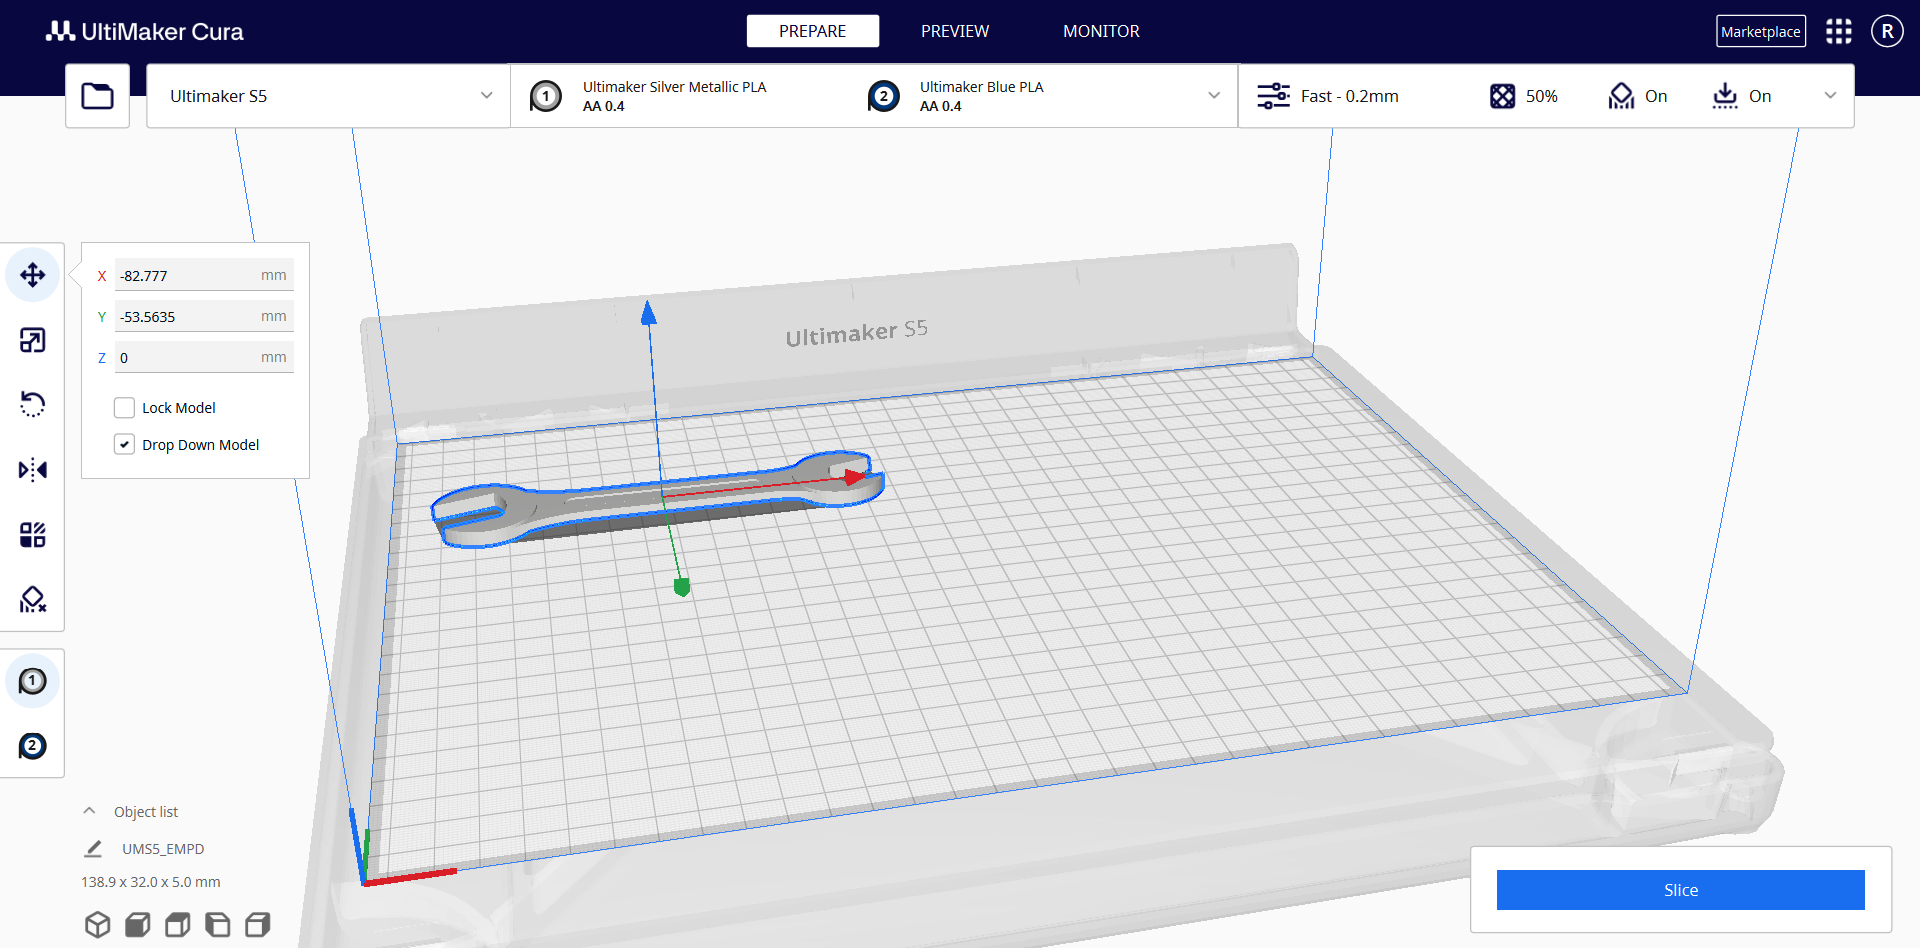 UltiMaker Cura
PREPARE
PREVIEW
MONITOR
Marketplace
R
Ultimaker S5
1
Ultimaker Silver Metallic PLA
AA 0.4
2
Ultimaker Blue PLA
AA 0.4
Fast - 0.2mm
50%
On
On
X -82.777 mm
Y -53.5635 mm
Z 0 mm
Lock Model
Drop Down Model
Ultimaker S5
1
2
Object list
UMS5_EMPD
138.9 x 32.0 x 5.0 mm
Slice